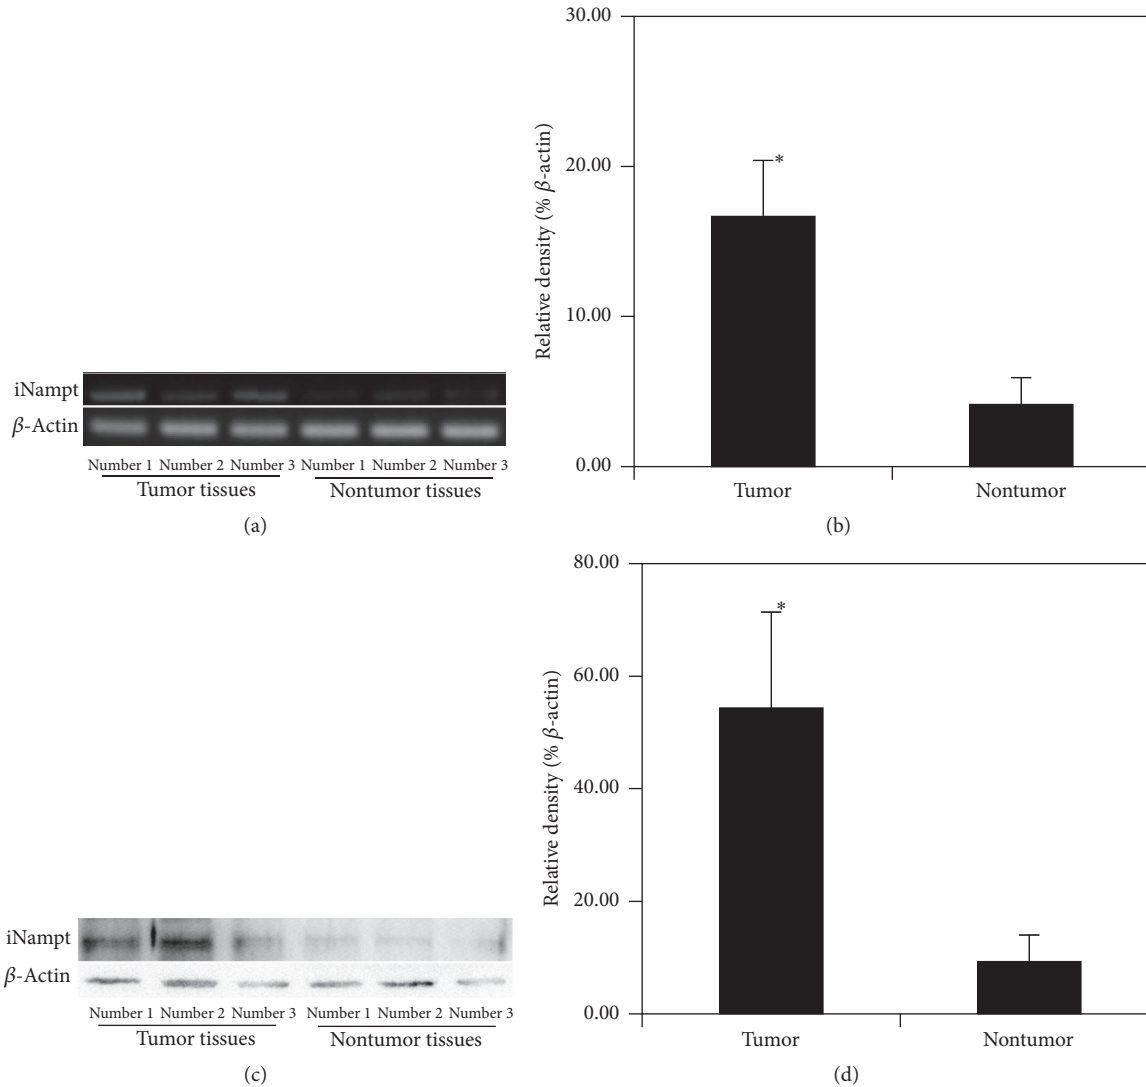 iNampt
β-Actin
Number 1 Number 2 Number 3 Number 1 Number 2 Number 3
Tumor tissues Nontumor tissues
(a)
30.00
20.00
10.00
0.00
Relative density (% β-actin)
*
Tumor Nontumor
(b)
iNampt
β-Actin
Number 1 Number 2 Number 3 Number 1 Number 2 Number 3
Tumor tissues Nontumor tissues
(c)
80.00
60.00
40.00
20.00
0.00
Relative density (% β-actin)
*
Tumor Nontumor
(d)